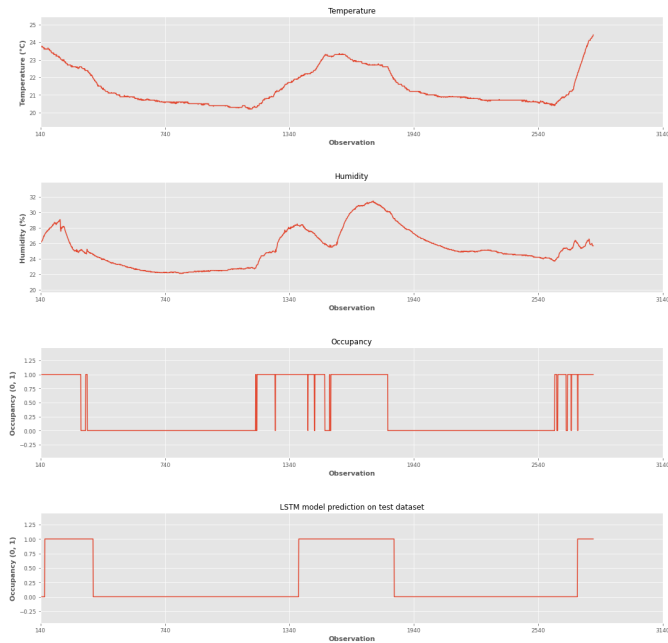 Temperature
25
24
23
22
21
20
Temperature (°C)
140 740 1340 1940 2540 3140
Observation
Humidity
32
30
28
26
24
22
20
Humidity (%)
140 740 1340 1940 2540 3140
Observation
Occupancy
1.25
1.00
0.75
0.50
0.25
0.00
−0.25
Occupancy (0, 1)
140 740 1340 1940 2540 3140
Observation
LSTM model prediction on test dataset
1.25
1.00
0.75
0.50
0.25
0.00
−0.25
Occupancy (0, 1)
140 740 1340 1940 2540 3140
Observation